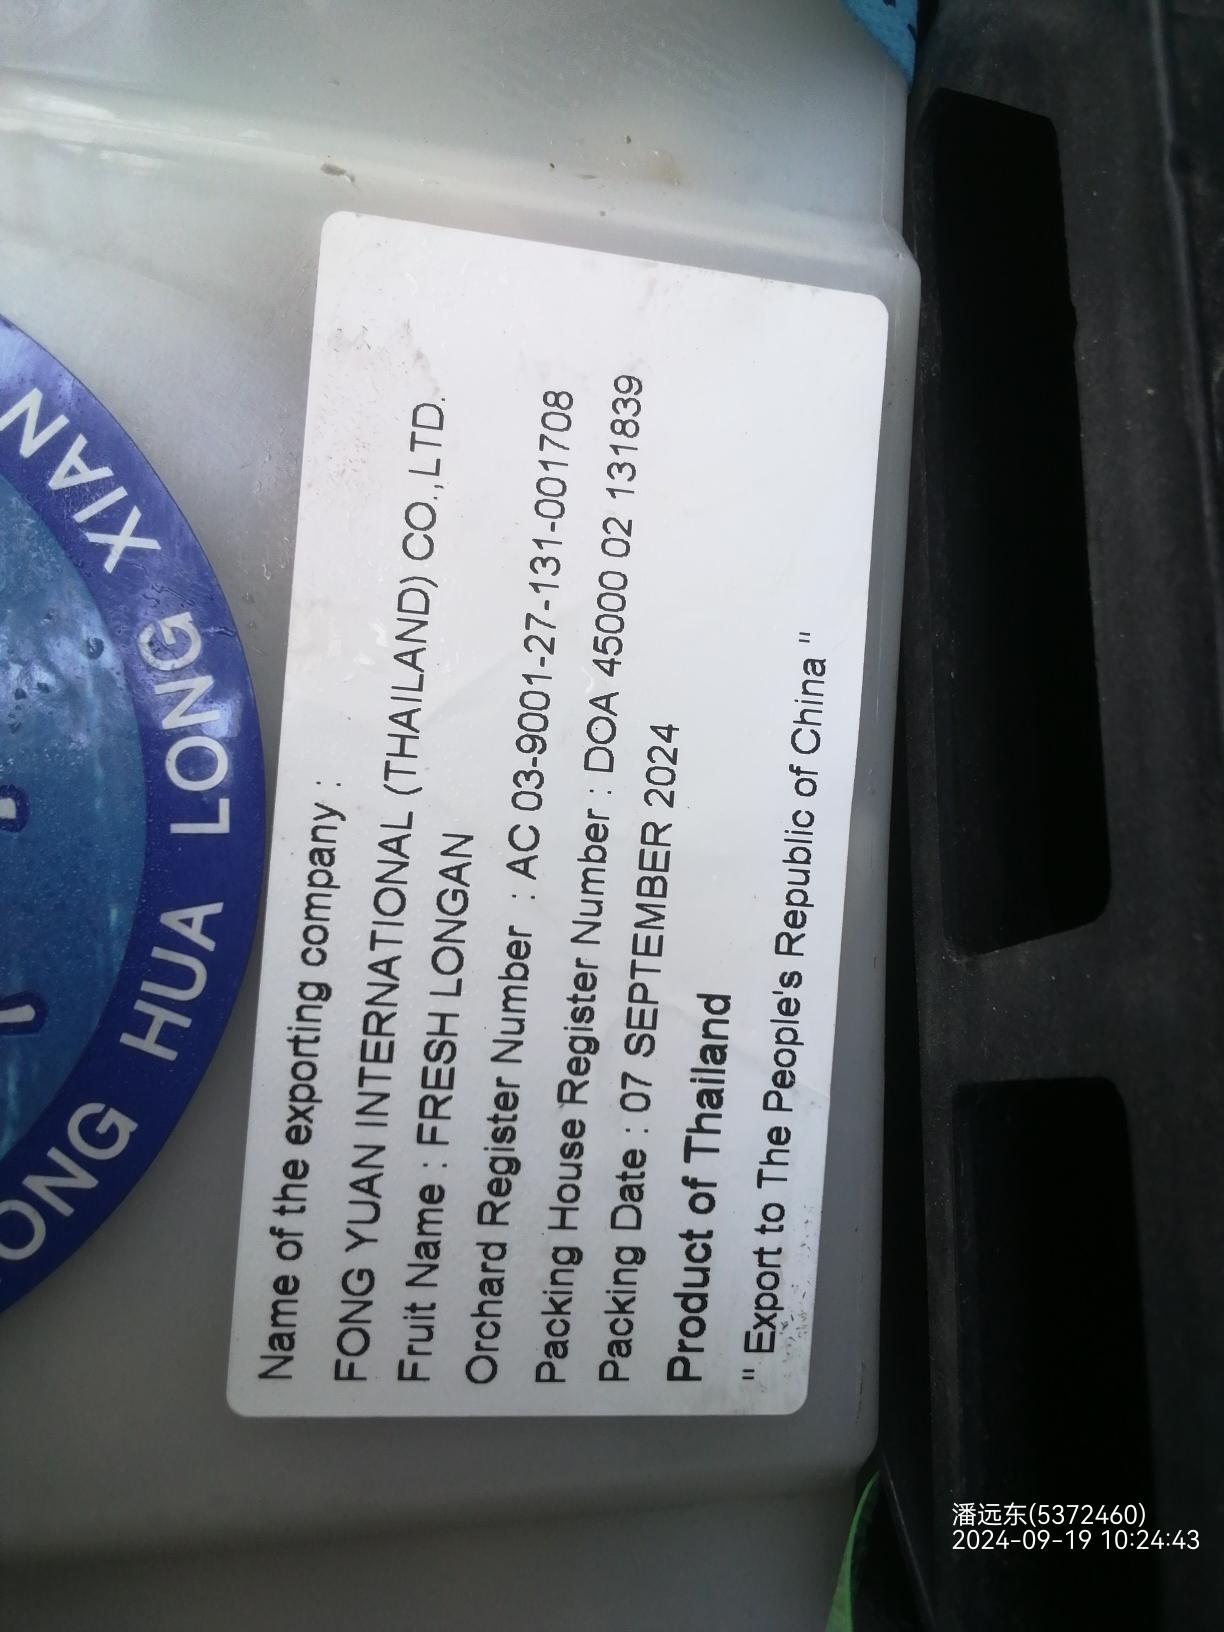 Name of the exporting company :
FONG YUAN INTERNATIONAL (THAILAND) CO.,LTD.
Fruit Name : FRESH LONGAN
Orchard Register Number : AC 03-9001-27-131-001708
Packing House Register Number : DOA 45000 02 131839
Packing Date : 07 SEPTEMBER 2024
Product of Thailand
" Export to The People's Republic of China "
HUA LONG XIAN
潘远东(5372460)
2024-09-19 10:24:43